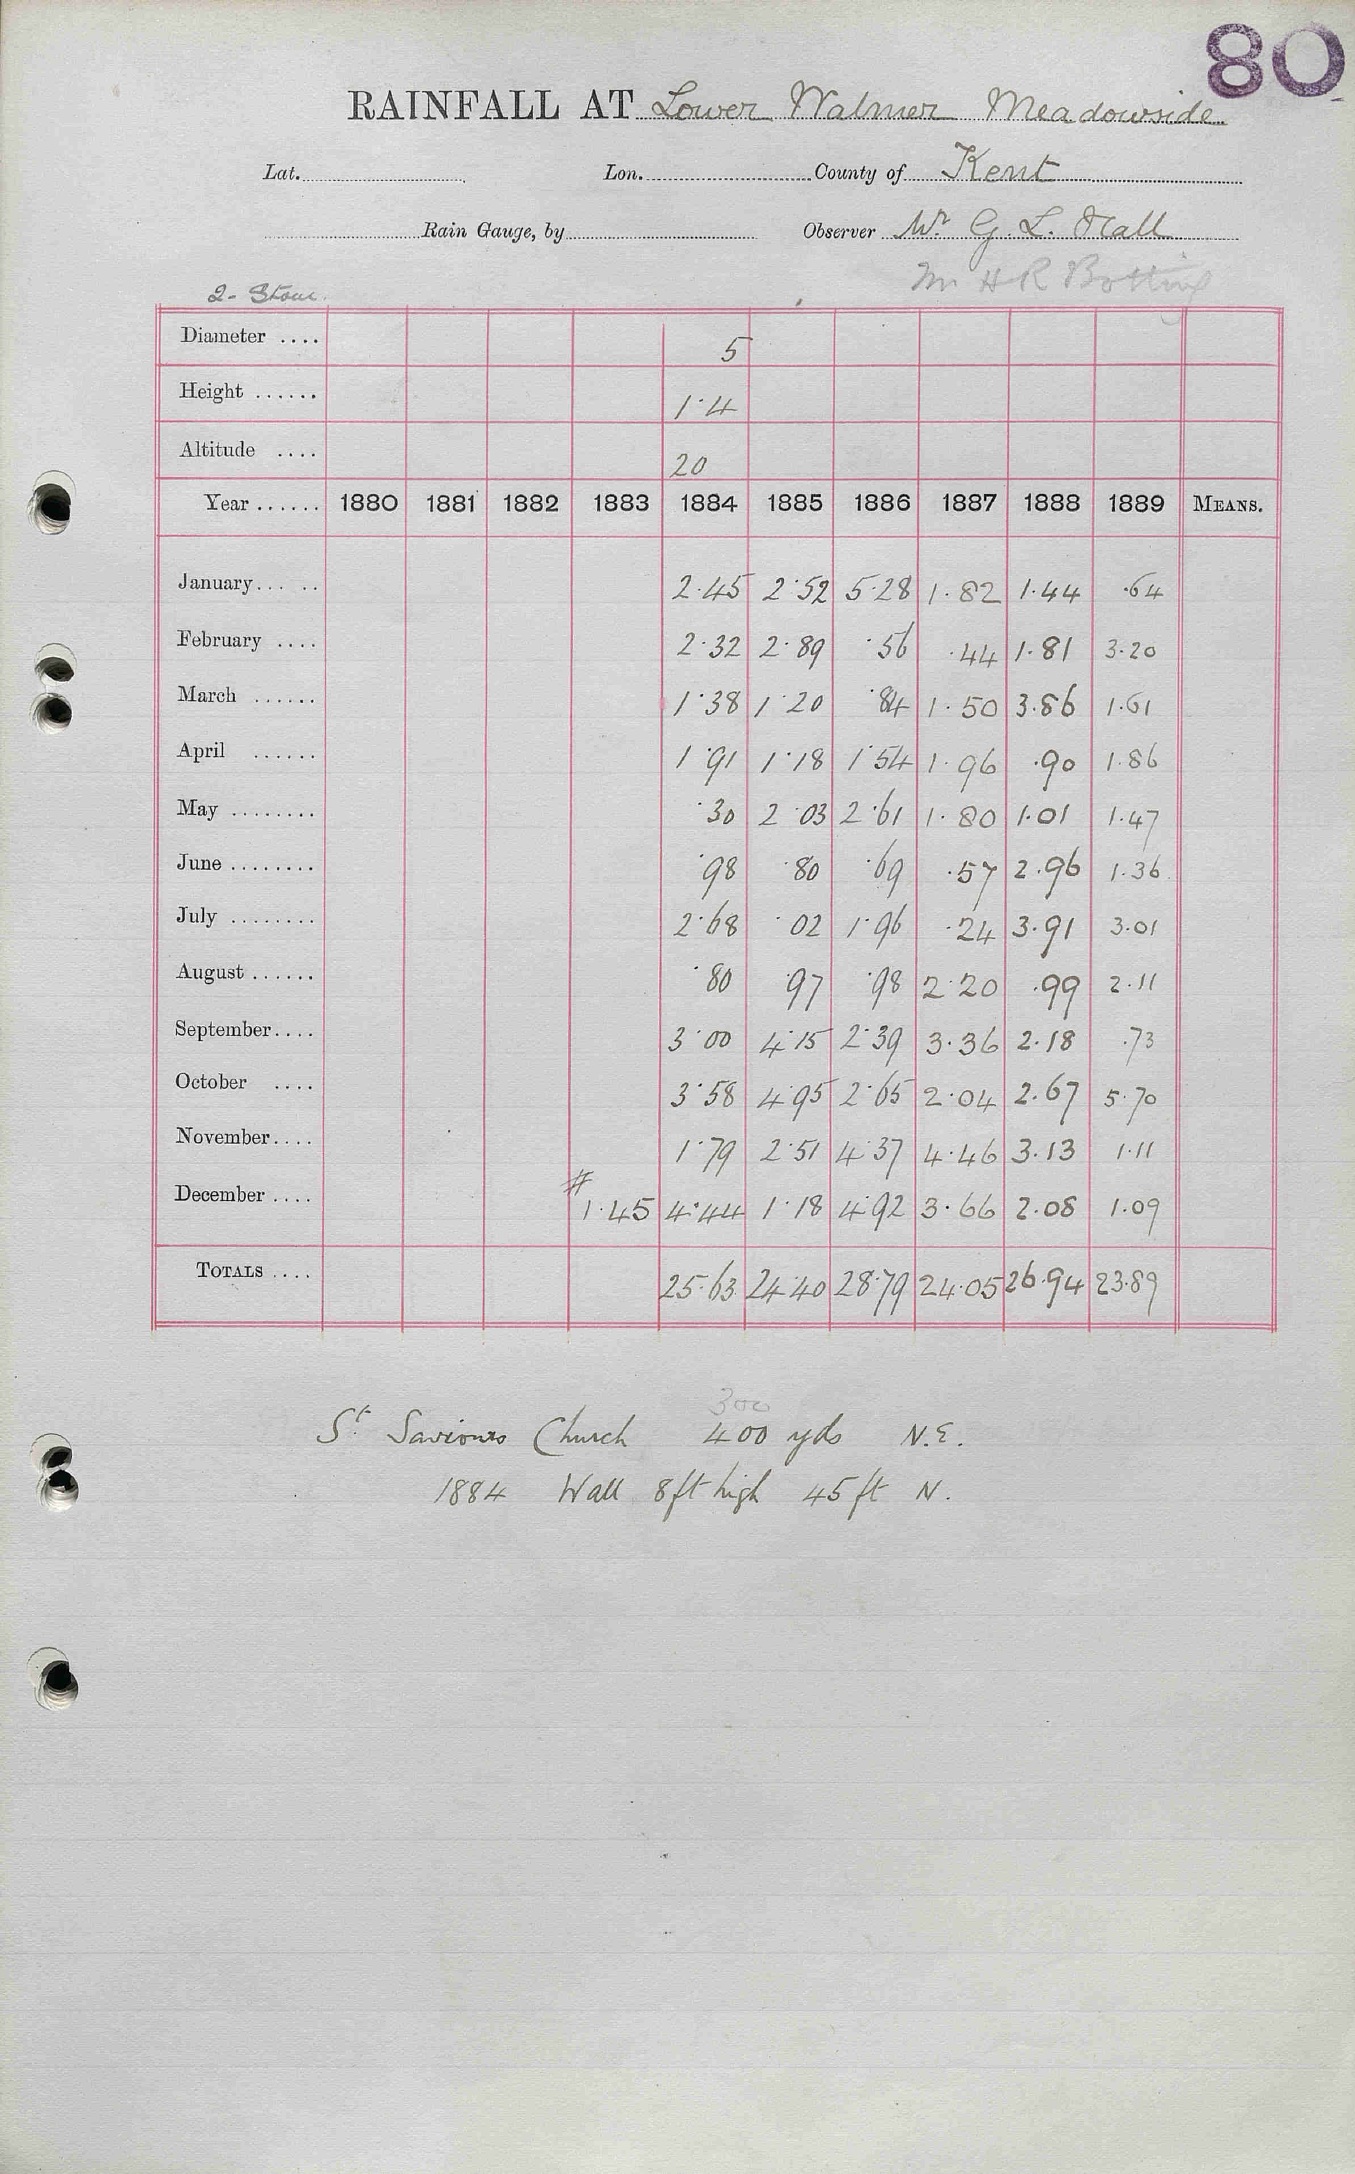 80
RAINFALL AT Lower Walmer Meadowside
Lat. Lon. County of Kent
Rain Gauge, by Observer Mr. G. L. Hall
Mr H R Botting
2 - Stour.
Diameter .... 5
Height ...... 1·4
Altitude .... 20
Year ...... 1880 1881 1882 1883 1884 1885 1886 1887 1888 1889 MEANS.
January... .. 2·45 2·52 5·28 1·82 1·44 ·64
February .... 2·32 2·89 ·56 ·44 1·81 3·20
March ...... 1·38 1·20 ·84 1·50 3·86 1·61
April ...... 1·91 1·18 1·54 1·96 ·90 1·86
May ........ ·30 2·03 2·61 1·80 1·01 1·47
June ........ ·98 ·80 ·69 ·57 2·96 1·36
July ........ 2·68 ·02 1·96 ·24 3·91 3·01
August ...... ·80 ·97 ·98 2·20 ·99 2·11
September.... 3·00 4·15 2·39 3·36 2·18 ·73
October .... 3·58 4·95 2·65 2·04 2·67 5·70
November.... 1·79 2·51 4·37 4·46 3·13 1·11
December .... # 1·45 4·44 1·18 4·92 3·66 2·08 1·09
TOTALS .... 25·63 24·40 28·79 24·05 26·94 23·89
300
St. Saviours Church 400 yds N.E.
1884 Wall 8ft high 45 ft N.